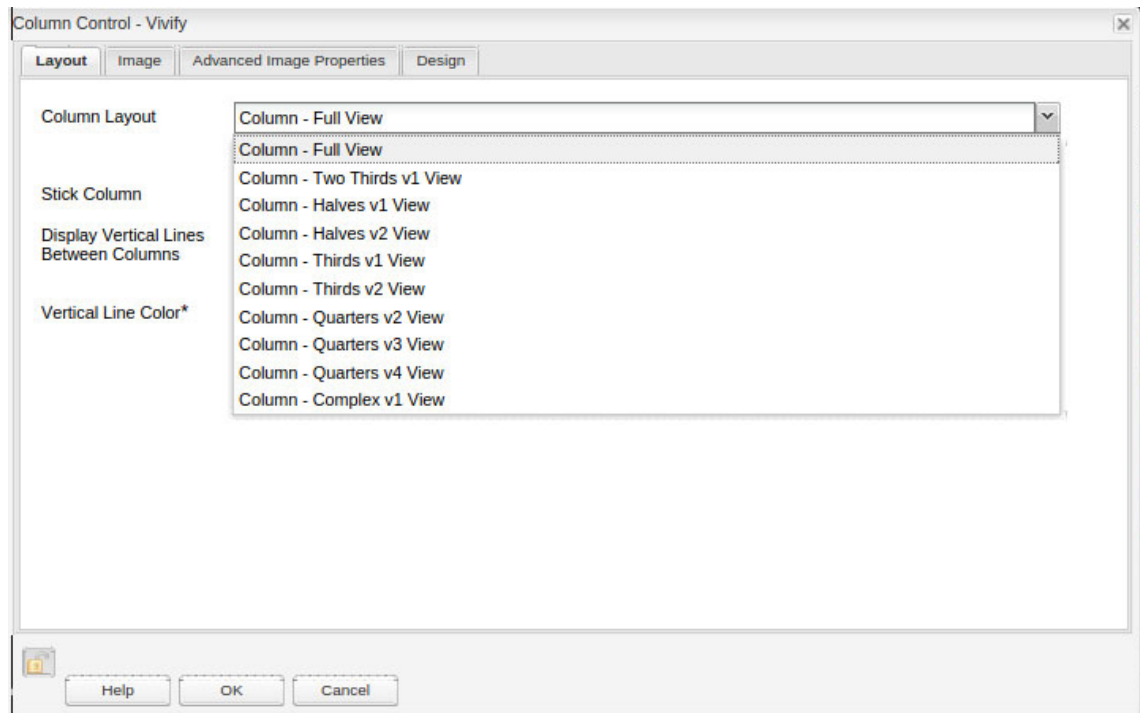 Column Control - Vivify
Layout Image Advanced Image Properties Design
Column Layout Column - Full View
Column - Full View
Column - Two Thirds v1 View
Stick Column
Column - Halves v1 View
Display Vertical Lines
Between Columns
Column - Halves v2 View
Column - Thirds v1 View
Column - Thirds v2 View
Vertical Line Color*
Column - Quarters v2 View
Column - Quarters v3 View
Column - Quarters v4 View
Column - Complex v1 View
Help OK Cancel